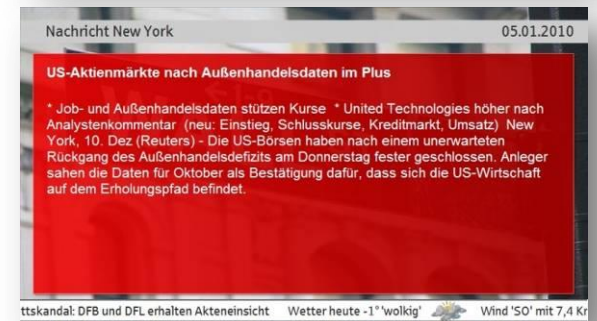 Nachricht New York 05.01.2010
US-Aktienmärkte nach Außenhandelsdaten im Plus
* Job- und Außenhandelsdaten stützen Kurse * United Technologies höher nach
Analystenkommentar (neu: Einstieg, Schlusskurse, Kreditmarkt, Umsatz) New
York, 10. Dez (Reuters) - Die US-Börsen haben nach einem unerwarteten
Rückgang des Außenhandelsdefizits am Donnerstag fester geschlossen. Anleger
sahen die Daten für Oktober als Bestätigung dafür, dass sich die US-Wirtschaft
auf dem Erholungspfad befindet.
ttskandal: DFB und DFL erhalten Akteneinsicht Wetter heute -1° 'wolkig' Wind 'SO' mit 7,4 Kr